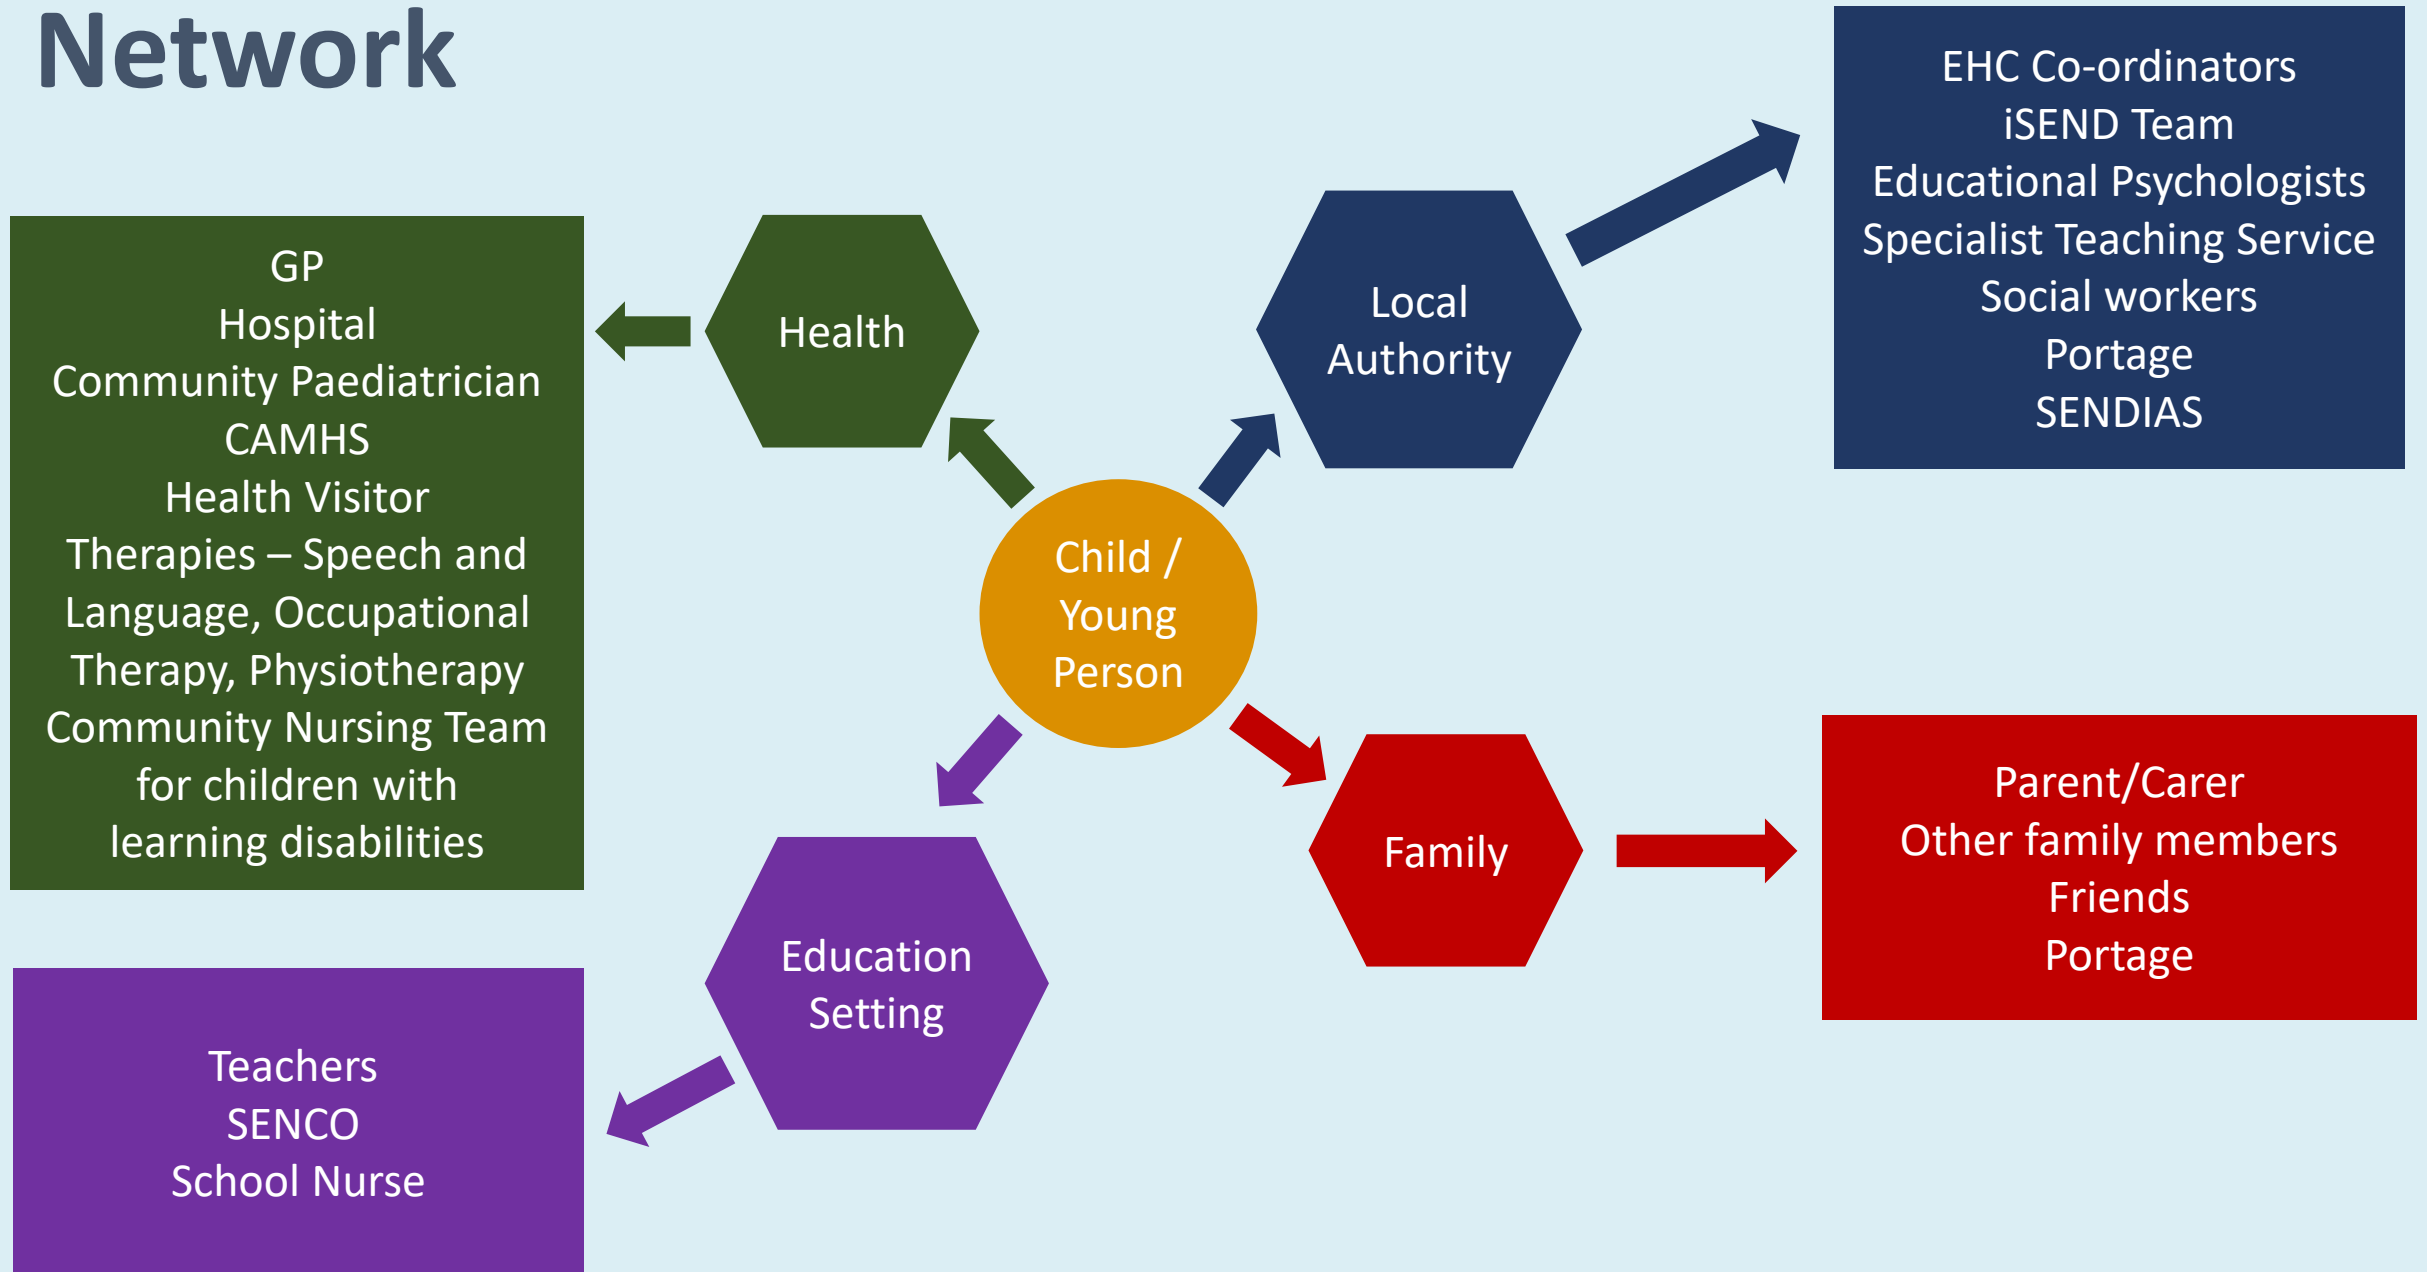 Network
GP
Hospital
Community Paediatrician
CAMHS
Health Visitor
Therapies – Speech and
Language, Occupational
Therapy, Physiotherapy
Community Nursing Team
for children with
learning disabilities
Health
Local
Authority
EHC Co-ordinators
iSEND Team
Educational Psychologists
Specialist Teaching Service
Social workers
Portage
SENDIAS
Child /
Young
Person
Education
Setting
Teachers
SENCO
School Nurse
Family
Parent/Carer
Other family members
Friends
Portage